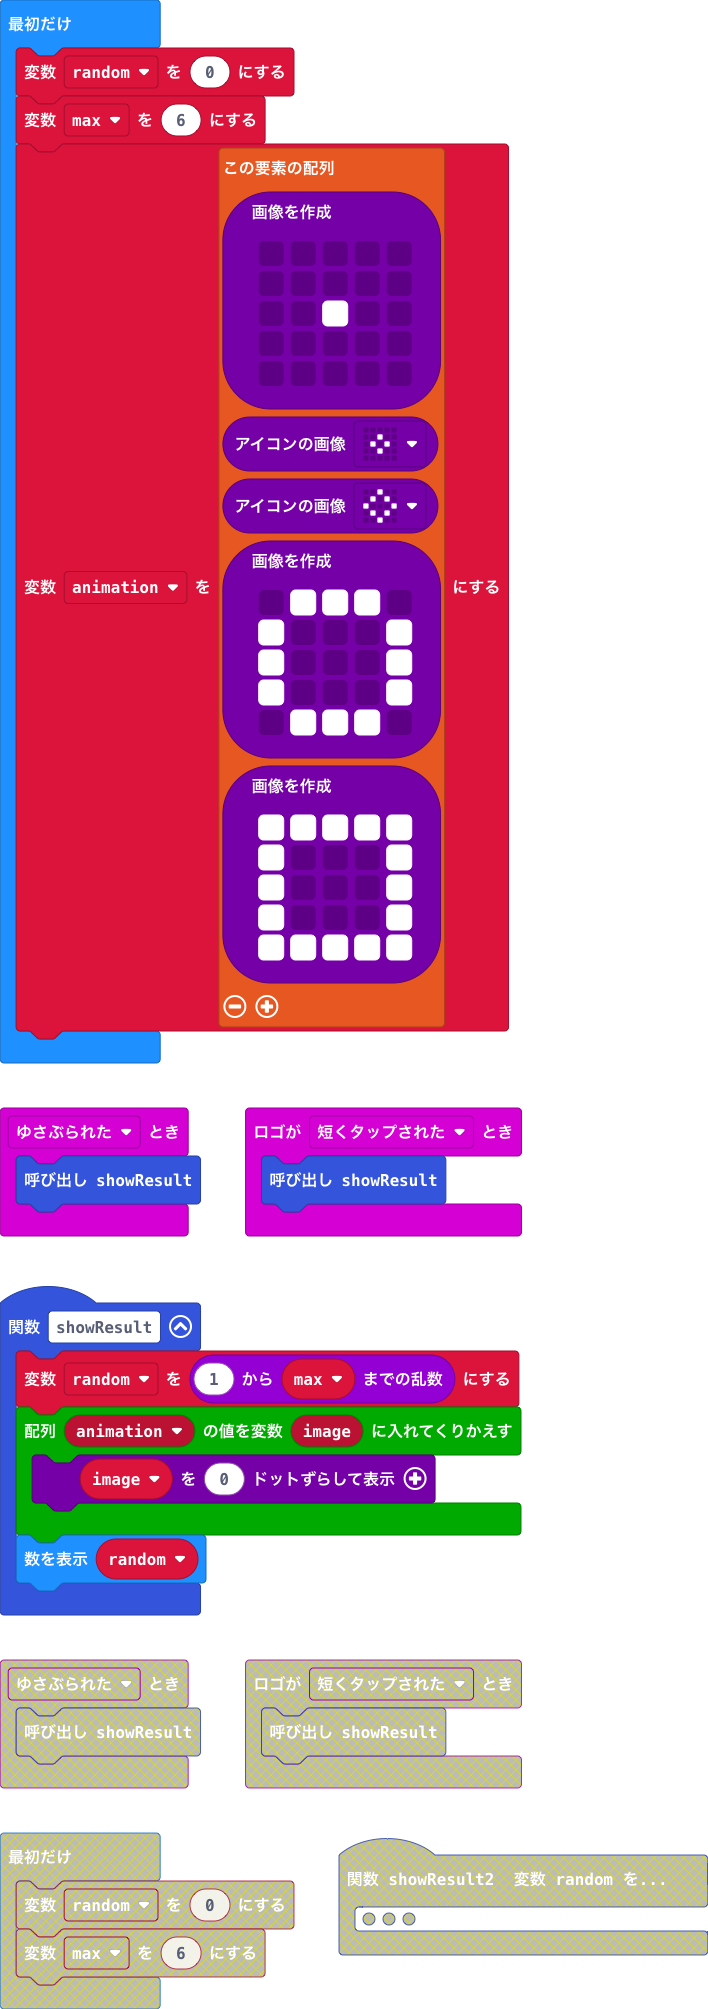 最初だけ
変数 random を 0 にする
変数 max を 6 にする
この要素の配列
画像を作成
アイコンの画像
アイコンの画像
画像を作成
変数 animation を にする
画像を作成
ゆさぶられた とき
呼び出し showResult
ロゴが 短くタップされた とき
呼び出し showResult
関数 showResult
変数 random を 1 から max までの乱数 にする
配列 animation の値を変数 image に入れてくりかえす
image を 0 ドットずらして表示
数を表示 random
ゆさぶられた とき
呼び出し showResult
ロゴが 短くタップされた とき
呼び出し showResult
最初だけ
変数 random を 0 にする
変数 max を 6 にする
関数 showResult2 変数 random を...